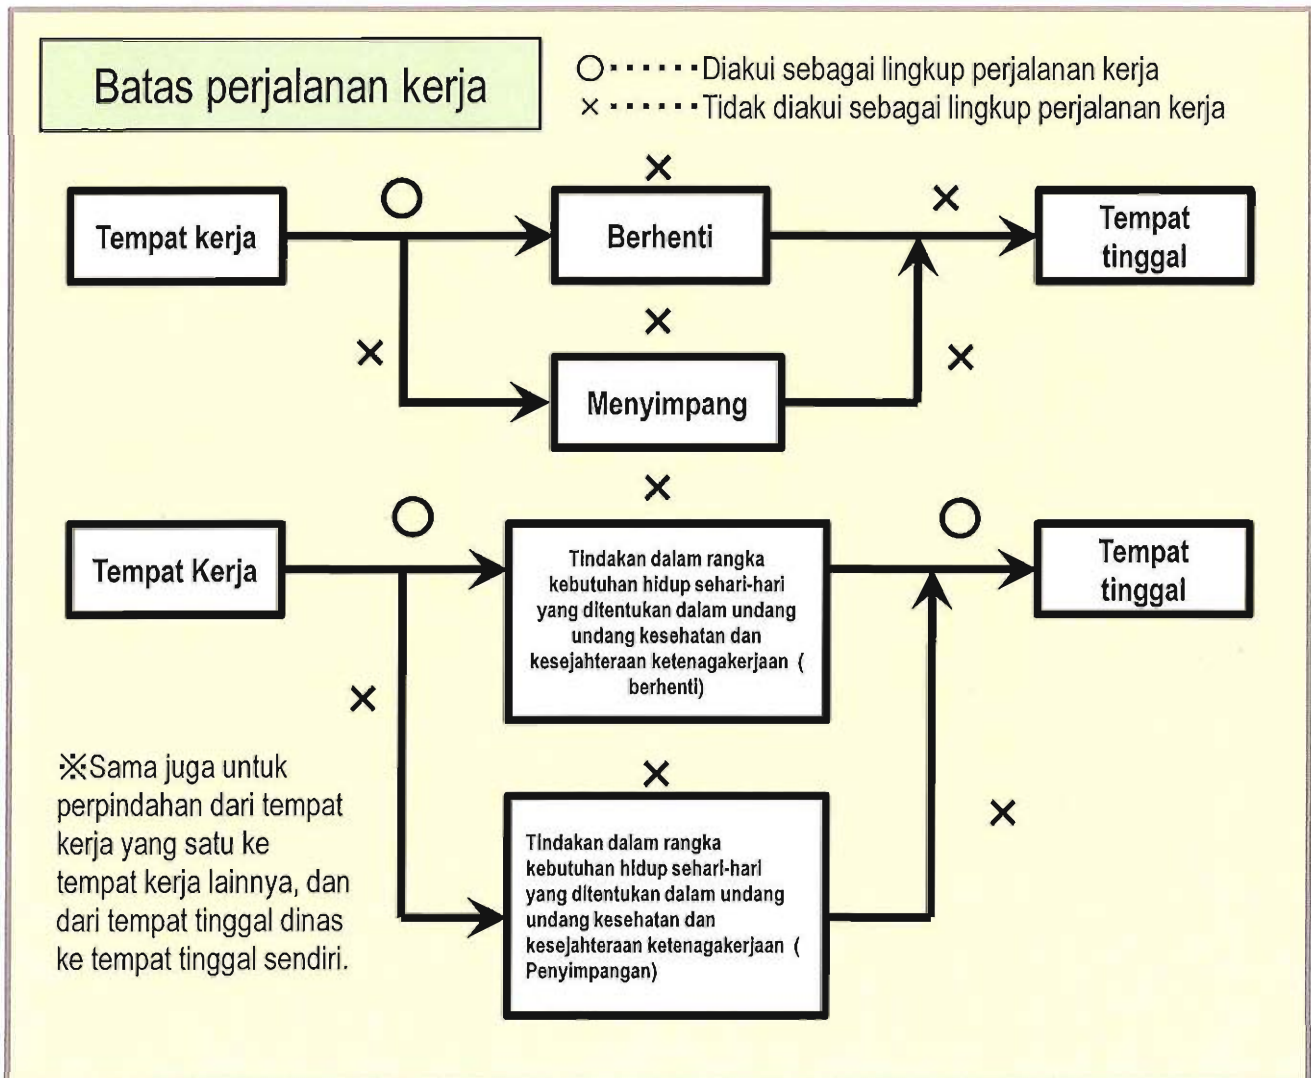 Batas perjalanan kerja
○・・・・・・Diakui sebagai lingkup perjalanan kerja
×・・・・・・Tidak diakui sebagai lingkup perjalanan kerja
×
○
×
Tempat kerja
Berhenti
Tempat
tinggal
×
×
×
Menyimpang
×
○
○
Tempat Kerja
Tindakan dalam rangka
kebutuhan hidup sehari-hari
yang ditentukan dalam undang
undang kesehatan dan
kesejahteraan ketenagakerjaan (
berhenti)
Tempat
tinggal
×
※Sama juga untuk
perpindahan dari tempat
kerja yang satu ke
tempat kerja lainnya, dan
dari tempat tinggal dinas
ke tempat tinggal sendiri.
×
×
Tindakan dalam rangka
kebutuhan hidup sehari-hari
yang ditentukan dalam undang
undang kesehatan dan
kesejahteraan ketenagakerjaan (
Penyimpangan)